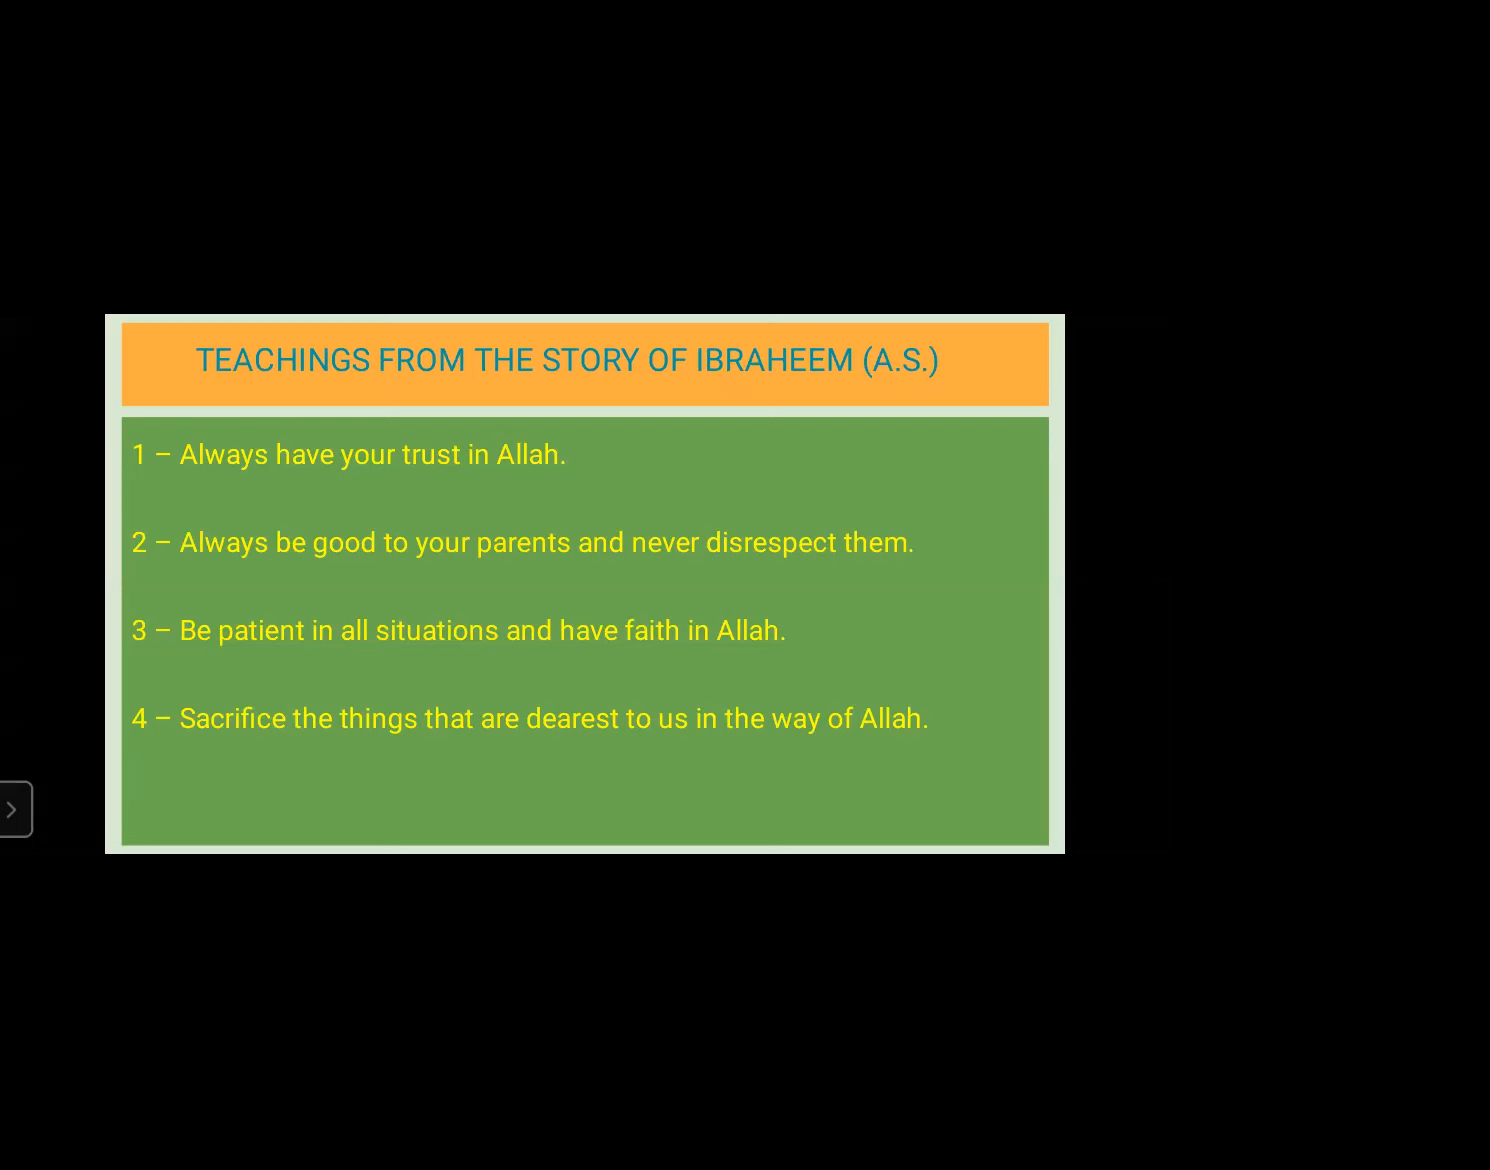 TEACHINGS FROM THE STORY OF IBRAHEEM (A.S.)
1 – Always have your trust in Allah.
2 – Always be good to your parents and never disrespect them.
3 – Be patient in all situations and have faith in Allah.
4 – Sacrifice the things that are dearest to us in the way of Allah.